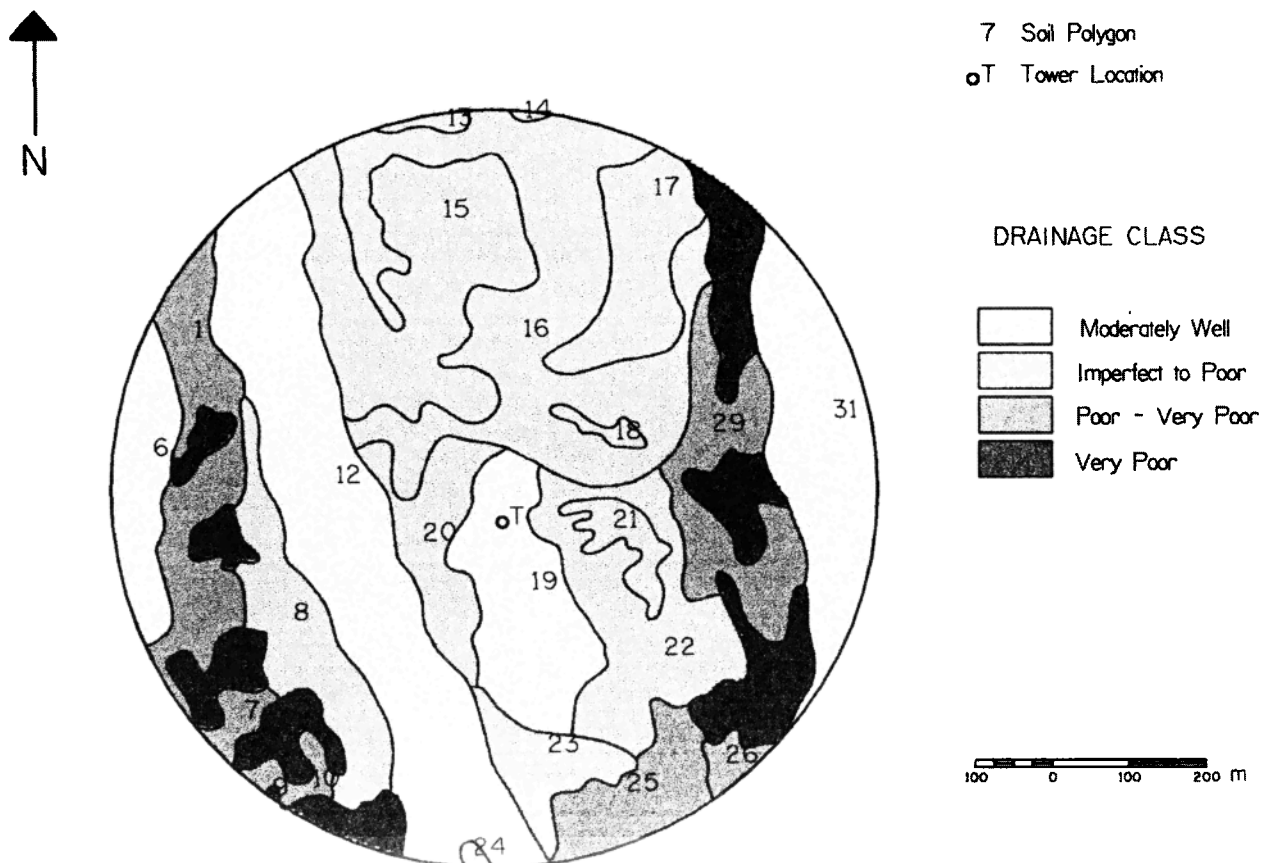 7 Soil Polygon
T Tower Location
N
13
14
15
17
DRAINAGE CLASS
1
16
Moderately Well
Imperfect to Poor
Poor - Very Poor
Very Poor
31
18
29
6
12
20
T
21
19
8
22
7
23
25
26
10
24
100 0 100 200 m